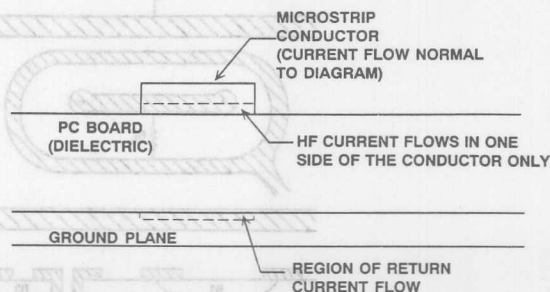 MICROSTRIP
CONDUCTOR
(CURRENT FLOW NORMAL
TO DIAGRAM)
PC BOARD
(DIELECTRIC)
HF CURRENT FLOWS IN ONE
SIDE OF THE CONDUCTOR ONLY
GROUND PLANE
REGION OF RETURN
CURRENT FLOW